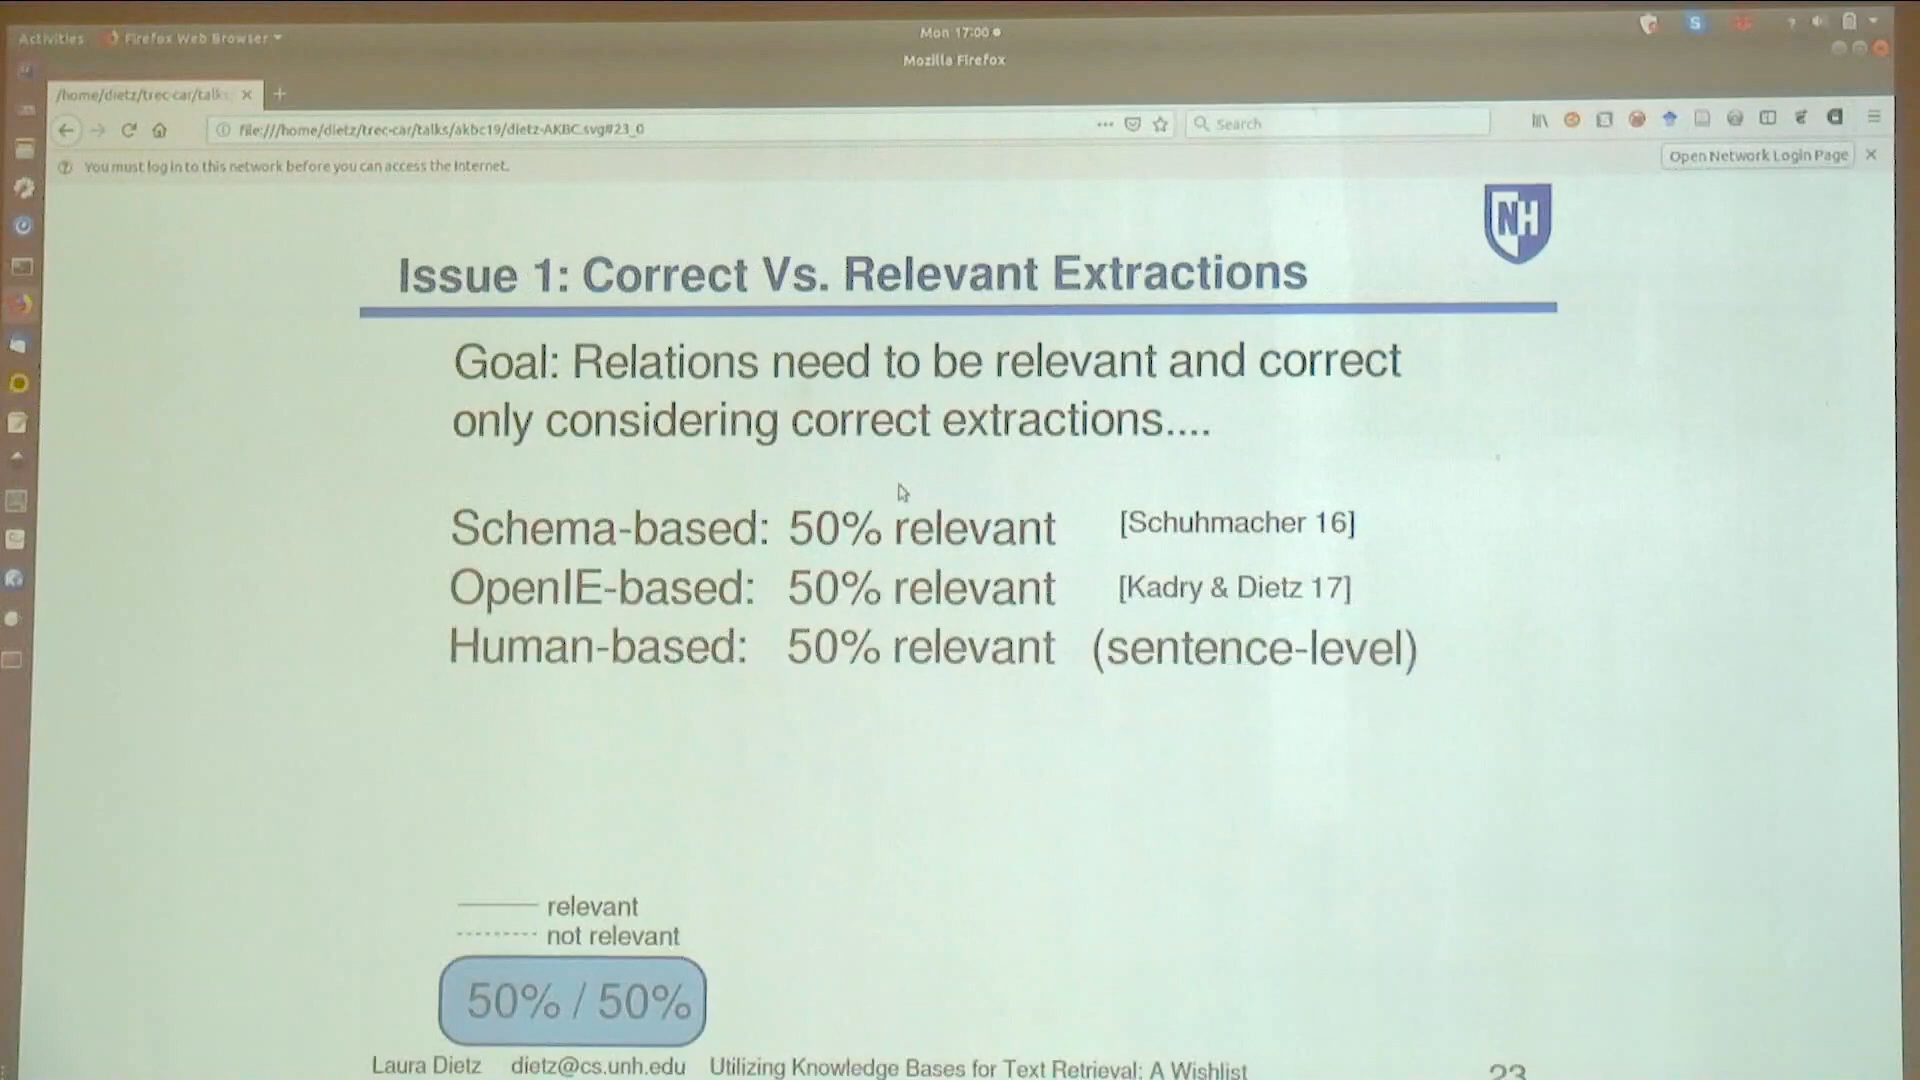 Activities Firefox Web Browser
Mon 17:00
Mozilla Firefox
/home/dietz/trec-car/talks
file:///home/dietz/trec-car/talks/akbc19/dietz-AKBC.svg#23_0
Search
You must log in to this network before you can access the Internet.
Open Network Login Page
NH
Issue 1: Correct Vs. Relevant Extractions
Goal: Relations need to be relevant and correct
only considering correct extractions....
Schema-based: 50% relevant [Schuhmacher 16]
OpenIE-based: 50% relevant [Kadry & Dietz 17]
Human-based: 50% relevant (sentence-level)
relevant
not relevant
50% / 50%
Laura Dietz dietz@cs.unh.edu Utilizing Knowledge Bases for Text Retrieval: A Wishlist 23